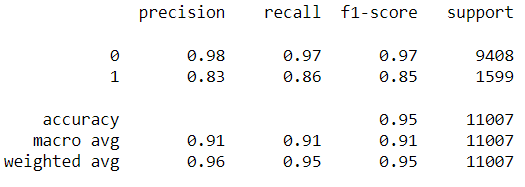 precision recall f1-score support
0 0.98 0.97 0.97 9408
1 0.83 0.86 0.85 1599
accuracy 0.95 11007
macro avg 0.91 0.91 0.91 11007
weighted avg 0.96 0.95 0.95 11007